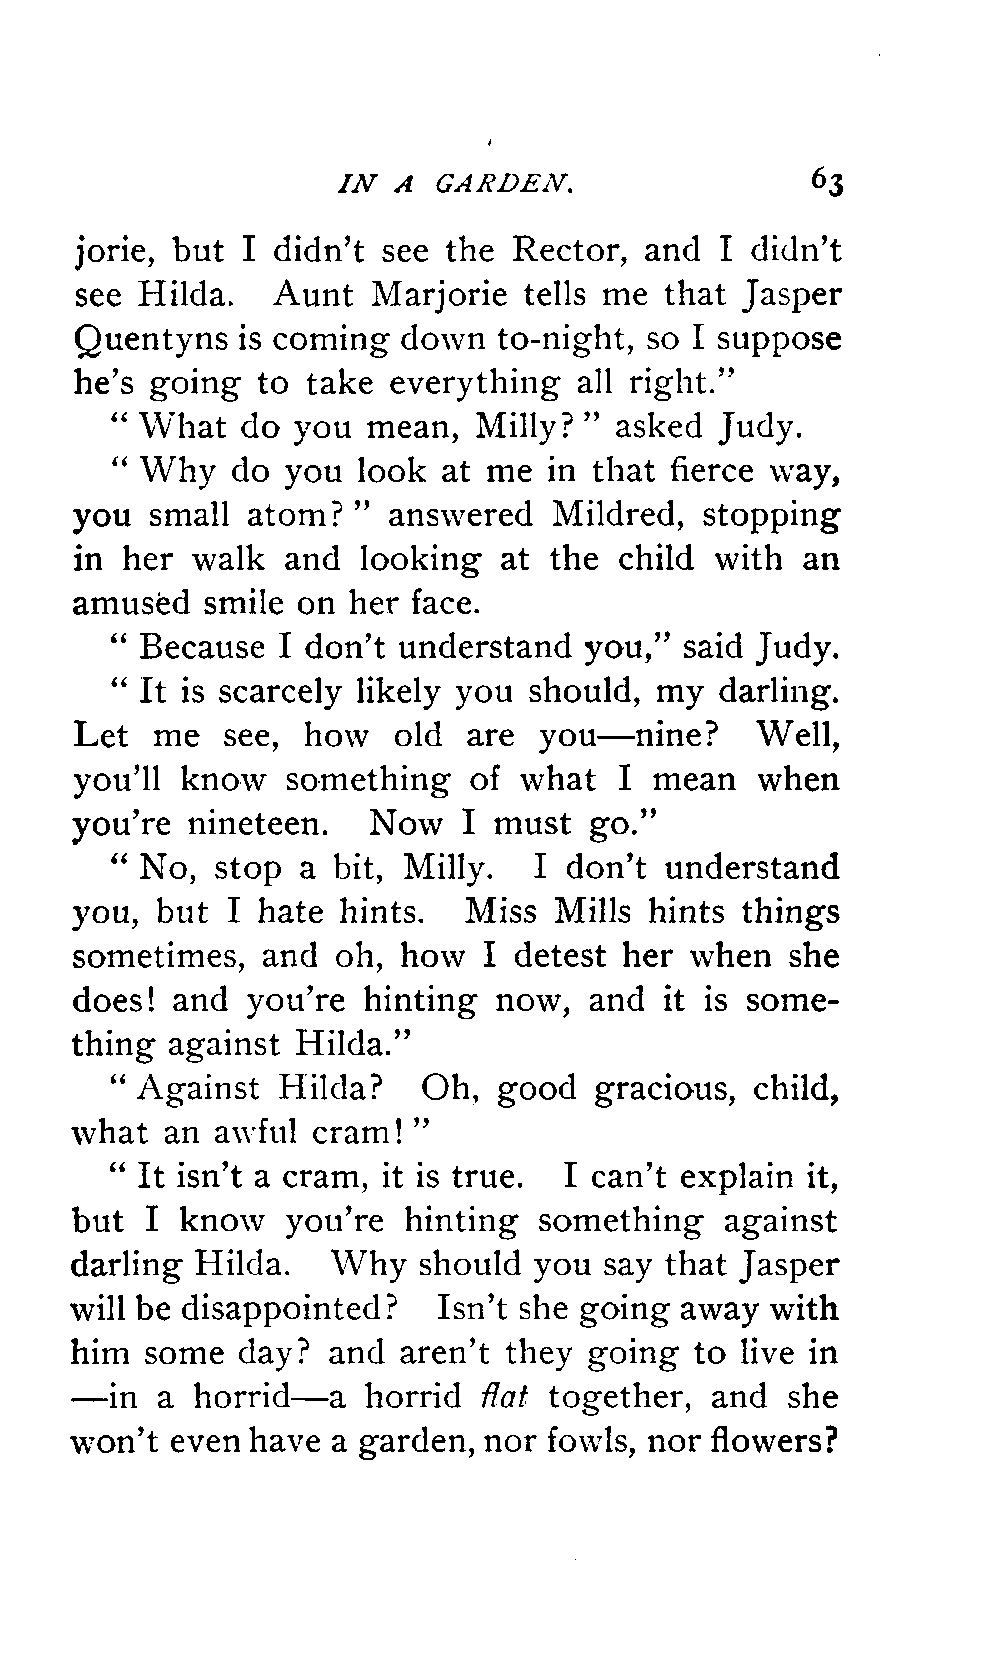 IN A GARDEN. 63
jorie, but I didn't see the Rector, and I didn't
see Hilda. Aunt Marjorie tells me that Jasper
Quentyns is coming down to-night, so I suppose
he's going to take everything all right."
" What do you mean, Milly? " asked Judy.
" Why do you look at me in that fierce way,
you small atom? " answered Mildred, stopping
in her walk and looking at the child with an
amused smile on her face.
" Because I don't understand you," said Judy.
" It is scarcely likely you should, my darling.
Let me see, how old are you—nine? Well,
you'll know something of what I mean when
you're nineteen. Now I must go."
" No, stop a bit, Milly. I don't understand
you, but I hate hints. Miss Mills hints things
sometimes, and oh, how I detest her when she
does! and you're hinting now, and it is some-
thing against Hilda."
" Against Hilda? Oh, good gracious, child,
what an awful cram! "
" It isn't a cram, it is true. I can't explain it,
but I know you're hinting something against
darling Hilda. Why should you say that Jasper
will be disappointed? Isn't she going away with
him some day? and aren't they going to live in
—in a horrid—a horrid flat together, and she
won't even have a garden, nor fowls, nor flowers?